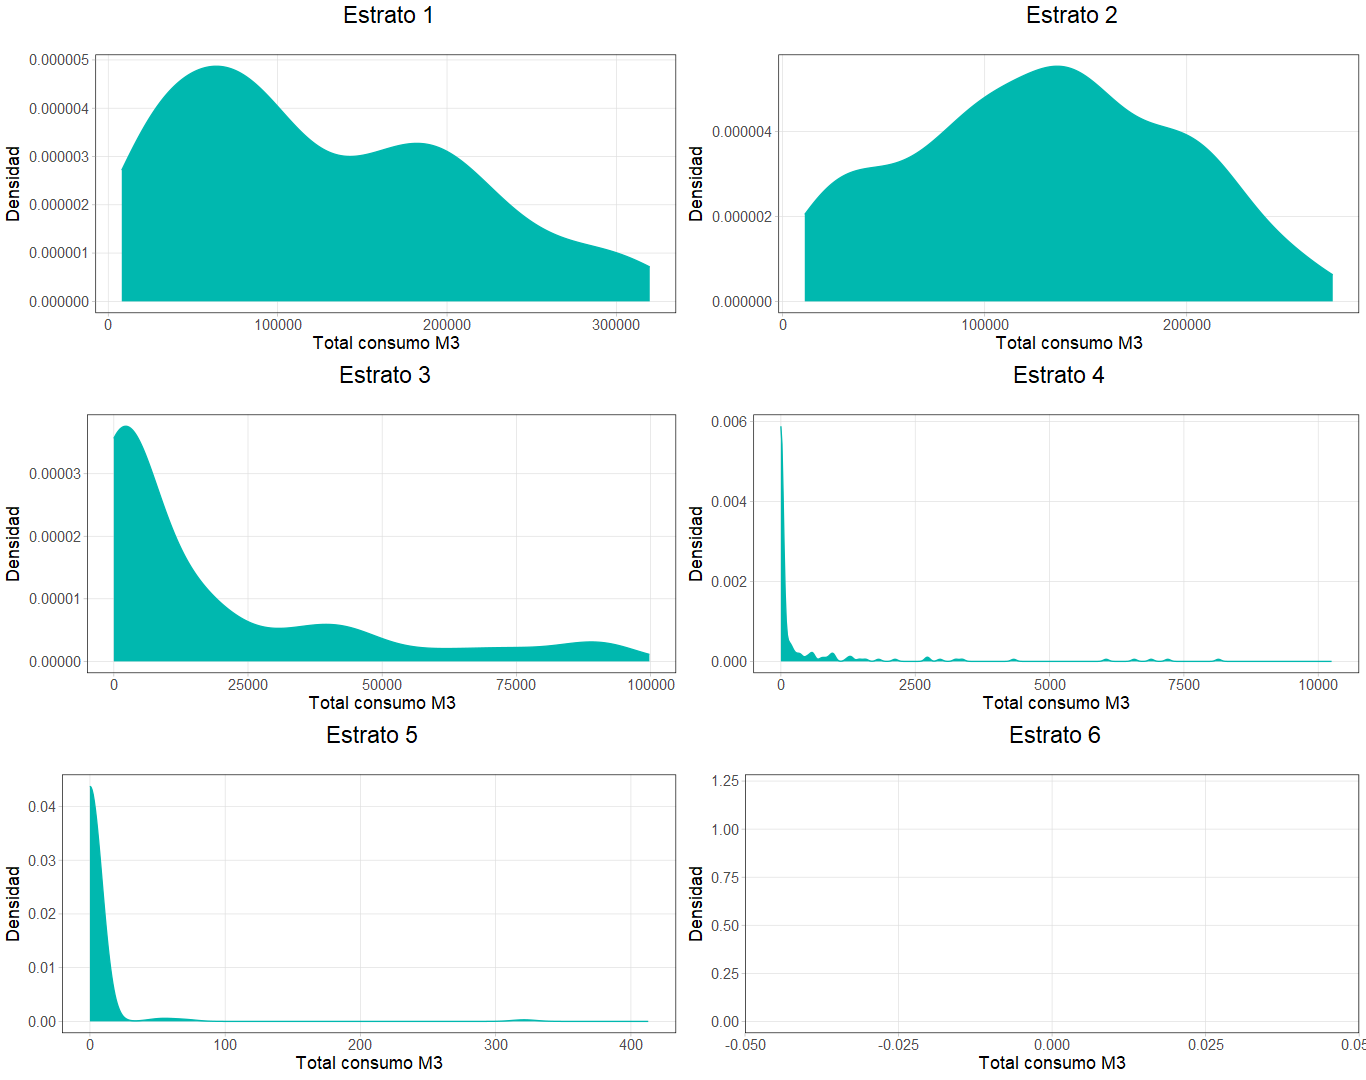 Estrato 1
0.000005
0.000004
0.000003
0.000002
0.000001
0.000000
Densidad
0 100000 200000 300000
Total consumo M3
Estrato 2
0.000004
0.000002
0.000000
Densidad
0 100000 200000
Total consumo M3
Estrato 3
0.00003
0.00002
0.00001
0.00000
Densidad
0 25000 50000 75000 100000
Total consumo M3
Estrato 4
0.006
0.004
0.002
0.000
Densidad
0 2500 5000 7500 10000
Total consumo M3
Estrato 5
0.04
0.03
0.02
0.01
0.00
Densidad
0 100 200 300 400
Total consumo M3
Estrato 6
1.25
1.00
0.75
0.50
0.25
0.00
Densidad
-0.050 -0.025 0.000 0.025 0.05
Total consumo M3